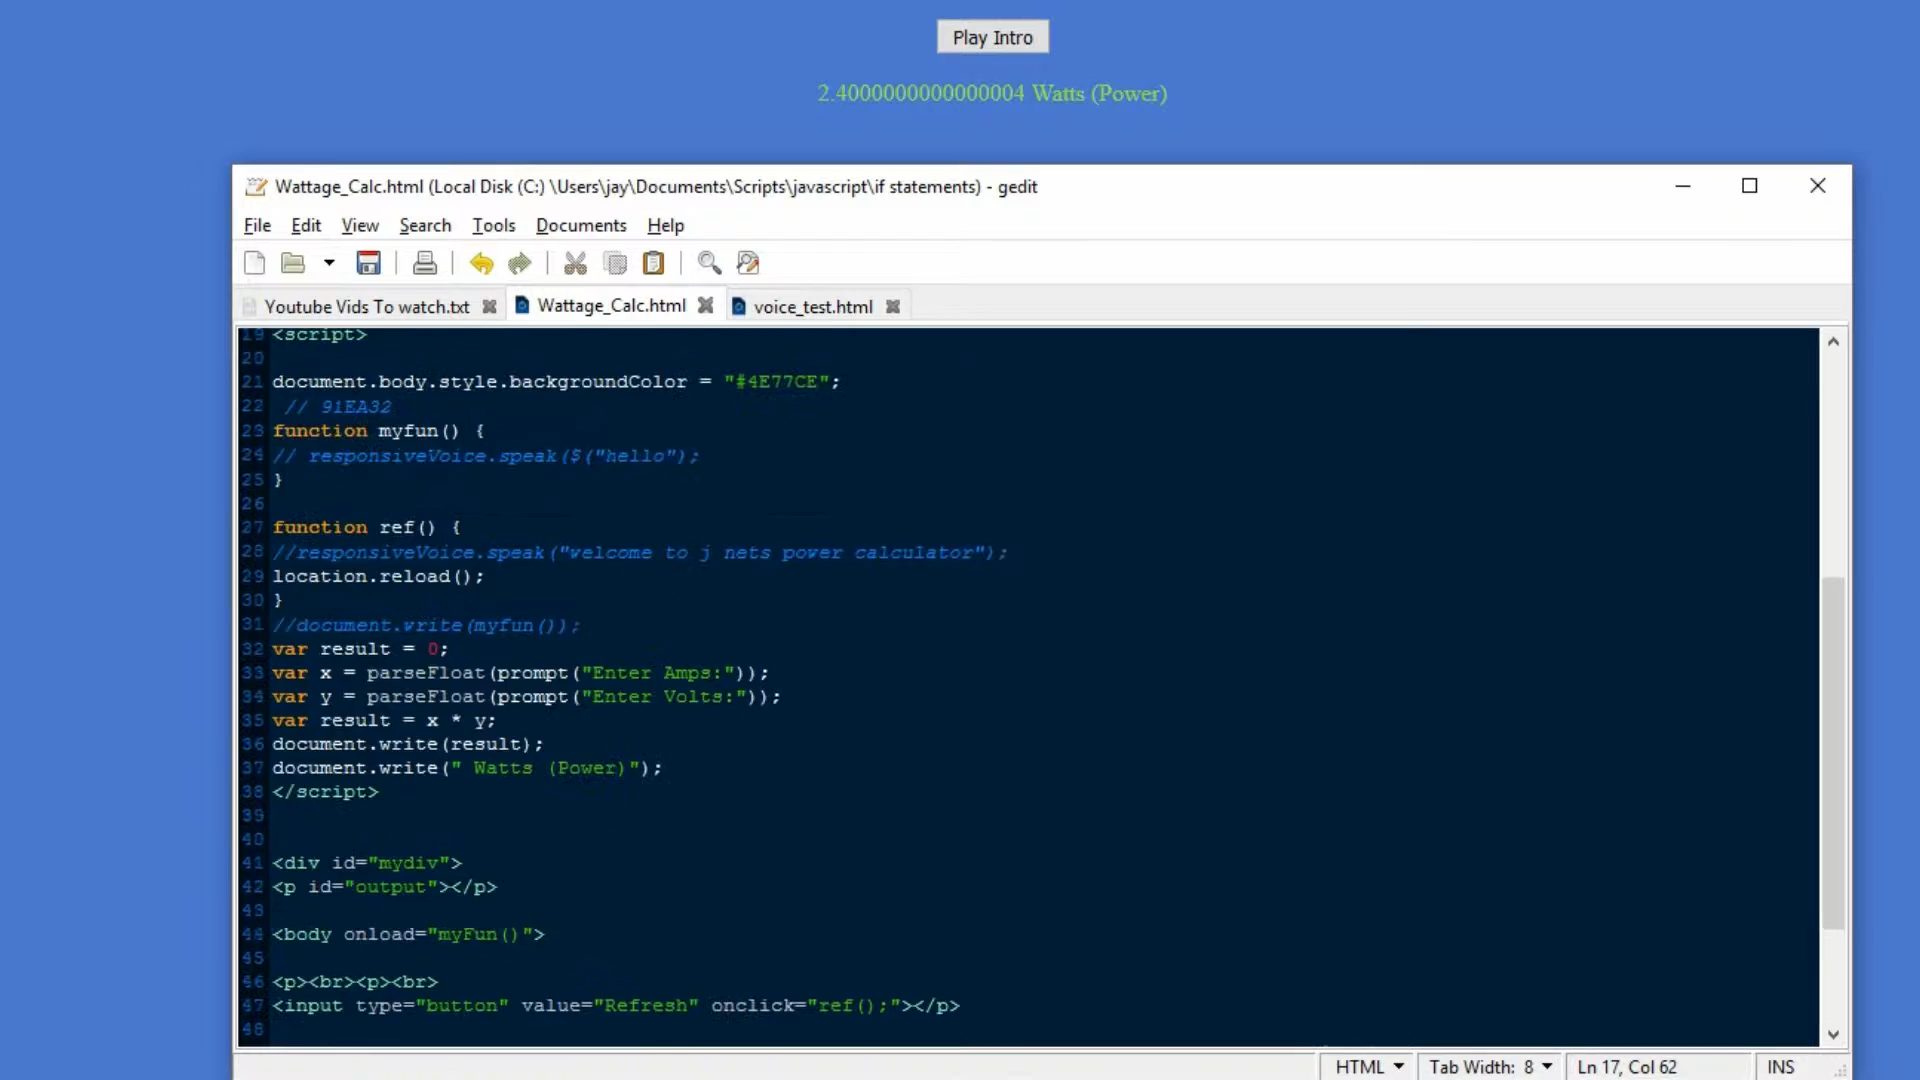 Play Intro
2.4000000000000004 Watts (Power)
Wattage_Calc.html (Local Disk (C:) \Users\jay\Documents\Scripts\javascript\if statements) - gedit
File Edit View Search Tools Documents Help
Youtube Vids To watch.txt Wattage_Calc.html voice_test.html
19 <script>
20
21 document.body.style.backgroundColor = "#4E77CE";
22 // 91EA32
23 function myfun() {
24 // responsiveVoice.speak($("hello");
25 }
26
27 function ref() {
28 //responsiveVoice.speak("welcome to j nets power calculator");
29 location.reload();
30 }
31 //document.write(myfun());
32 var result = 0;
33 var x = parseFloat(prompt("Enter Amps:"));
34 var y = parseFloat(prompt("Enter Volts:"));
35 var result = x * y;
36 document.write(result);
37 document.write(" Watts (Power)");
38 </script>
39
40
41 <div id="mydiv">
42 <p id="output"></p>
43
44 <body onload="myFun()">
45
46 <p><br><p><br>
47 <input type="button" value="Refresh" onclick="ref();"></p>
48
HTML Tab Width: 8 Ln 17, Col 62 INS